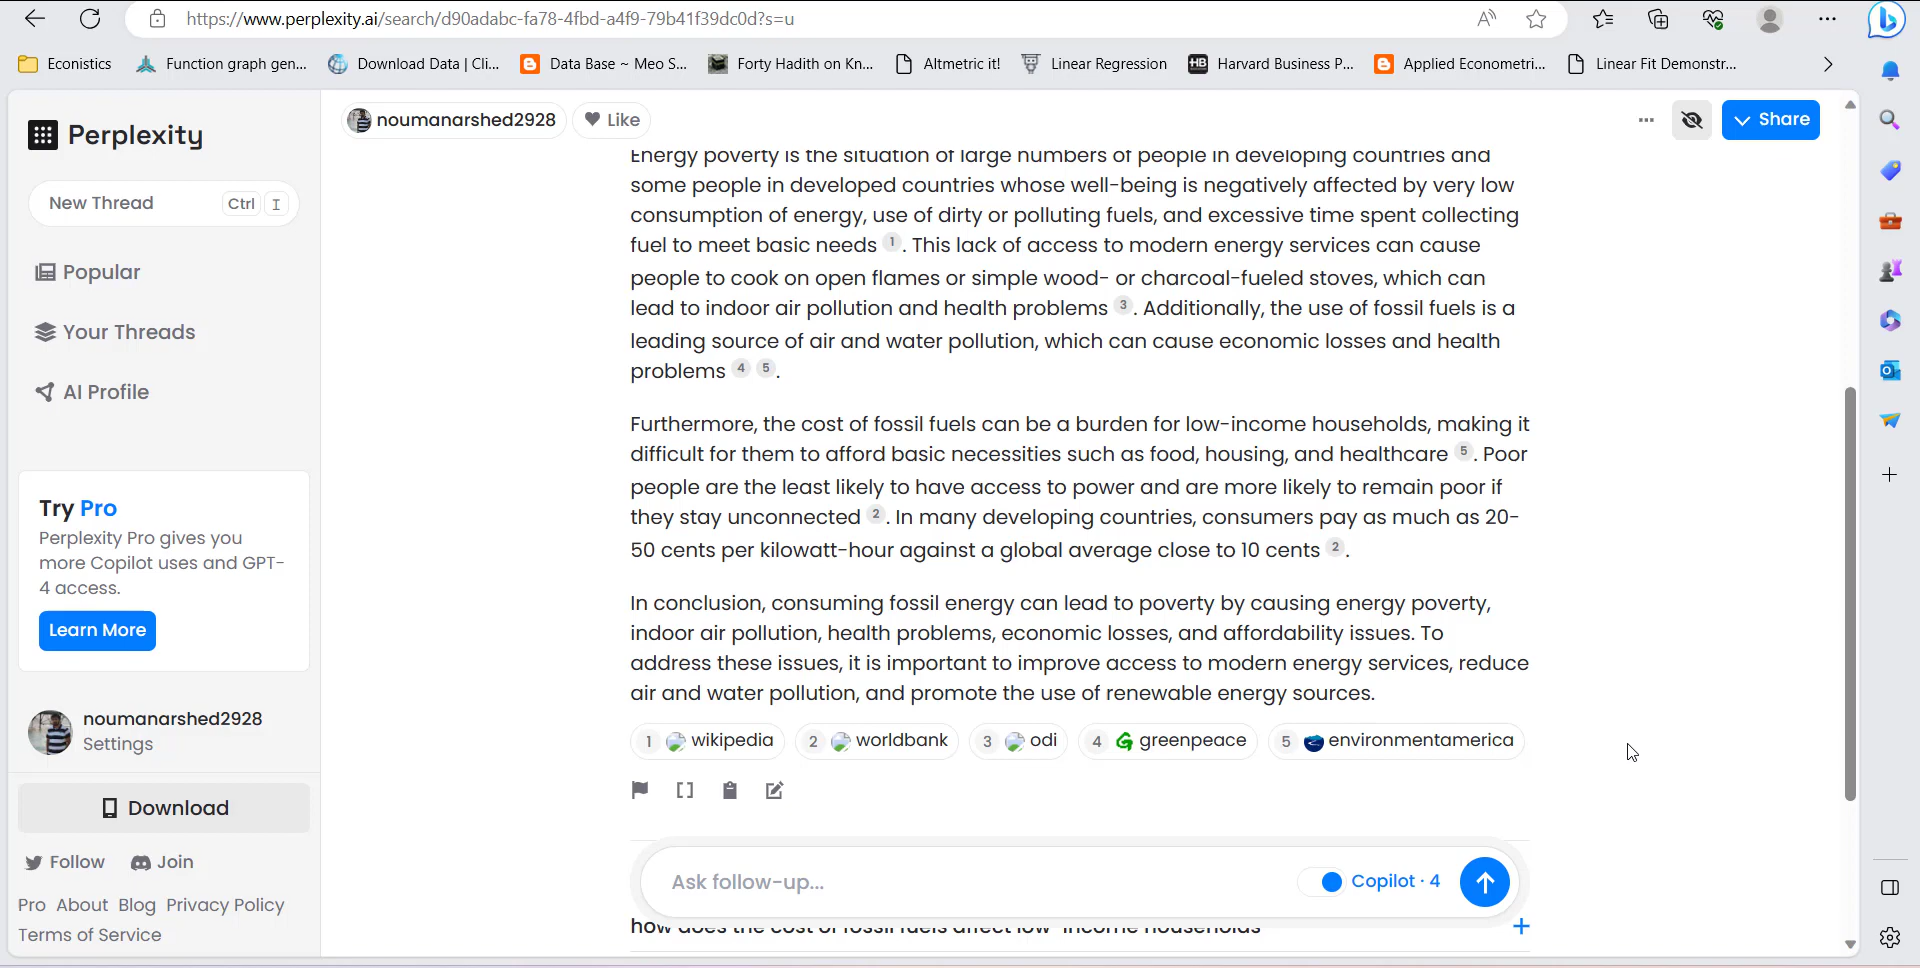 https://www.perplexity.ai/search/d90adabc-fa78-4fbd-a4f9-79b41f39dc0d?s=u
Econistics
Function graph gen...
Download Data | Cli...
Data Base ~ Meo S...
Forty Hadith on Kn...
Altmetric it!
Linear Regression
HB
Harvard Business P...
Applied Econometri...
Linear Fit Demonstr...
Perplexity
New Thread
Ctrl
I
Popular
Your Threads
AI Profile
Try Pro
Perplexity Pro gives you
more Copilot uses and GPT-
4 access.
Learn More
noumanarshed2928
Settings
Download
Follow
Join
Pro About Blog Privacy Policy
Terms of Service
noumanarshed2928
Like
Share
Energy poverty is the situation of large numbers of people in developing countries and
some people in developed countries whose well-being is negatively affected by very low
consumption of energy, use of dirty or polluting fuels, and excessive time spent collecting
fuel to meet basic needs 1. This lack of access to modern energy services can cause
people to cook on open flames or simple wood- or charcoal-fueled stoves, which can
lead to indoor air pollution and health problems 3. Additionally, the use of fossil fuels is a
leading source of air and water pollution, which can cause economic losses and health
problems 4 5.
Furthermore, the cost of fossil fuels can be a burden for low-income households, making it
difficult for them to afford basic necessities such as food, housing, and healthcare 5. Poor
people are the least likely to have access to power and are more likely to remain poor if
they stay unconnected 2. In many developing countries, consumers pay as much as 20-
50 cents per kilowatt-hour against a global average close to 10 cents 2.
In conclusion, consuming fossil energy can lead to poverty by causing energy poverty,
indoor air pollution, health problems, economic losses, and affordability issues. To
address these issues, it is important to improve access to modern energy services, reduce
air and water pollution, and promote the use of renewable energy sources.
1 wikipedia
2 worldbank
3 odi
4 greenpeace
5 environmentamerica
Ask follow-up...
Copilot · 4
how does the cost of fossil fuels affect low-income households